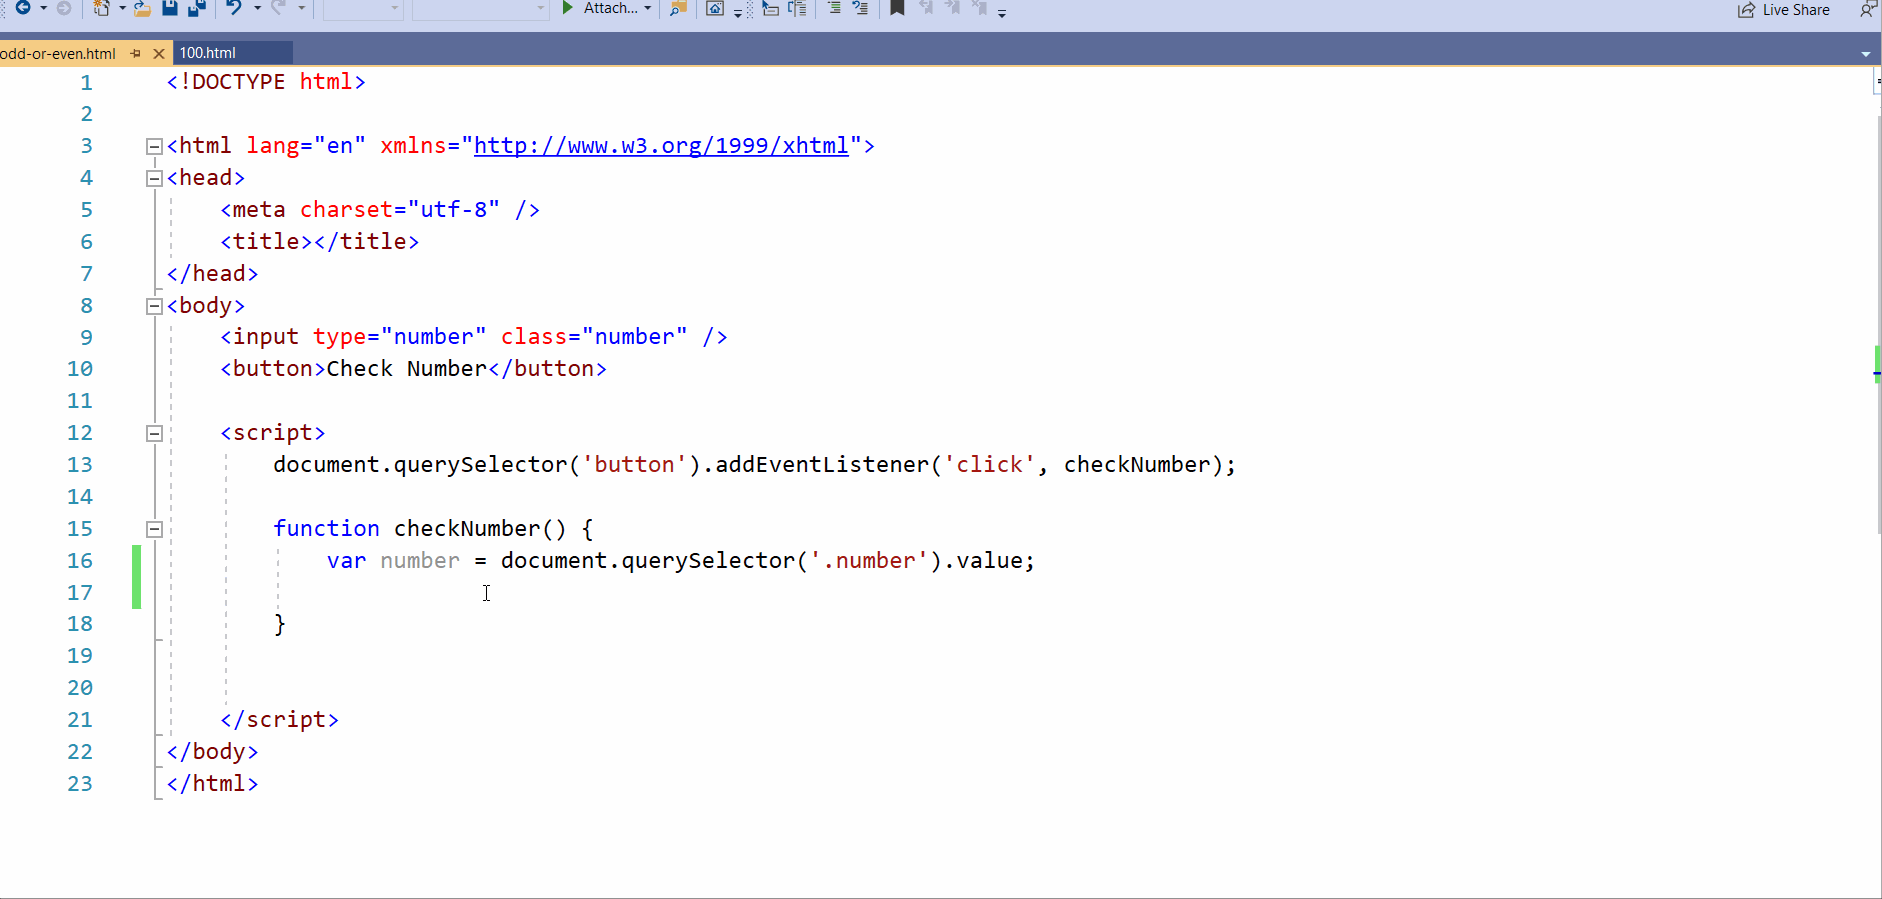 Attach...
Live Share
odd-or-even.html
100.html
1 <!DOCTYPE html>
2
3 <html lang="en" xmlns="http://www.w3.org/1999/xhtml">
4 <head>
5 <meta charset="utf-8" />
6 <title></title>
7 </head>
8 <body>
9 <input type="number" class="number" />
10 <button>Check Number</button>
11
12 <script>
13 document.querySelector('button').addEventListener('click', checkNumber);
14
15 function checkNumber() {
16 var number = document.querySelector('.number').value;
17
18 }
19
20
21 </script>
22 </body>
23 </html>